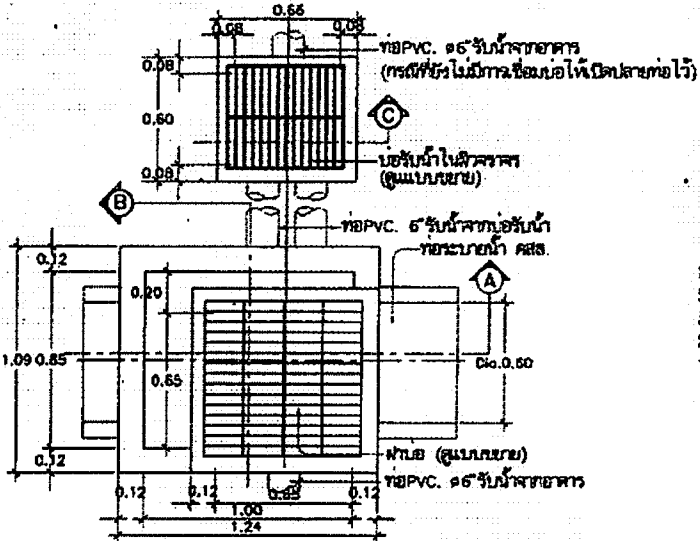 0.66
0.08
0.08
ท่อPVC. ø6"รับน้ำจากอาคาร
(กรณีที่ยังไม่มีการเชื่อมบ่อให้เปิดปลายท่อไว้)
0.08
0.60
C
บ่อรับน้ำในผิวจราจร
(ดูแบบขยาย)
0.08
B
ท่อPVC. 6"รับน้ำจากบ่อรับน้ำ
ท่อระบายน้ำ คสล.
0.12
A
0.20
1.09
0.85
0.65
Dia.0.60
ฝาบ่อ (ดูแบบขยาย)
0.12
ท่อPVC. ø6"รับน้ำจากอาคาร
0.12
0.12
0.85
0.12
1.00
1.24